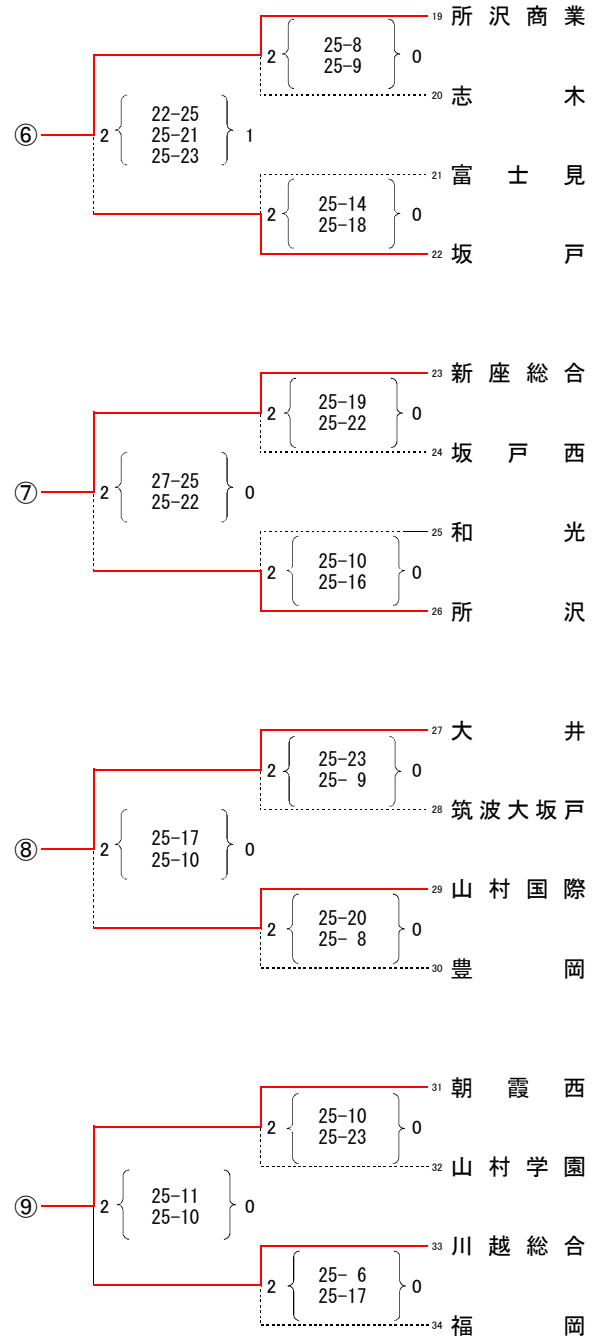 19 所沢商業
2 25-8 0
25-9
20 志木
⑥ 2 22-25 1
25-21
25-23
21 富士見
2 25-14 0
25-18
22 坂戸
23 新座総合
2 25-19 0
25-22
24 坂戸西
⑦ 2 27-25 0
25-22
25 和光
2 25-10 0
25-16
26 所沢
27 大井
2 25-23 0
25- 9
28 筑波大坂戸
⑧ 2 25-17 0
25-10
29 山村国際
2 25-20 0
25- 8
30 豊岡
31 朝霞西
2 25-10 0
25-23
32 山村学園
⑨ 2 25-11 0
25-10
33 川越総合
2 25- 6 0
25-17
34 福岡